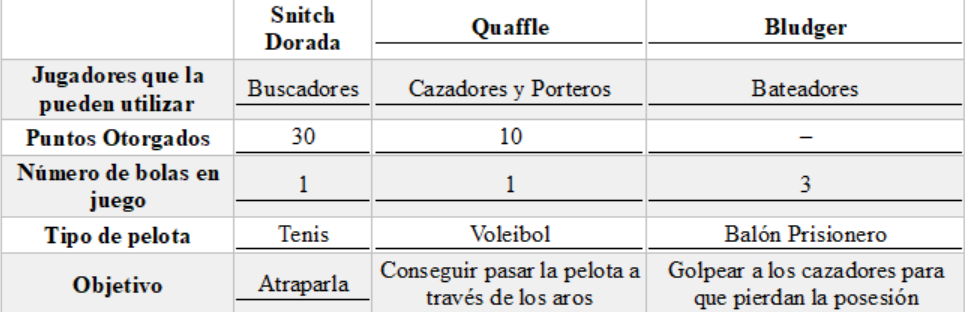 Snitch Dorada Quaffle Bludger
Jugadores que la pueden utilizar Buscadores Cazadores y Porteros Bateadores
Puntos Otorgados 30 10 –
Número de bolas en juego 1 1 3
Tipo de pelota Tenis Voleibol Balón Prisionero
Objetivo Atraparla Conseguir pasar la pelota a través de los aros Golpear a los cazadores para que pierdan la posesión